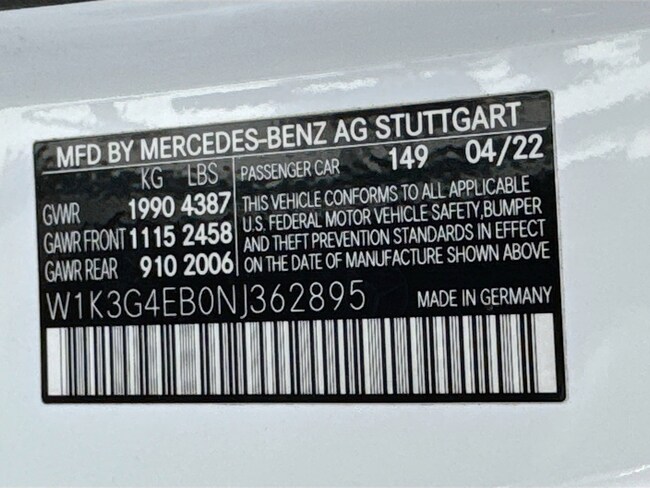 MFD BY MERCEDES-BENZ AG STUTTGART
KG LBS
GVWR 1990 4387
GAWR FRONT 1115 2458
GAWR REAR 910 2006
PASSENGER CAR 149 04/22
THIS VEHICLE CONFORMS TO ALL APPLICABLE
U.S. FEDERAL MOTOR VEHICLE SAFETY, BUMPER
AND THEFT PREVENTION STANDARDS IN EFFECT
ON THE DATE OF MANUFACTURE SHOWN ABOVE
W1K3G4EB0NJ362895 MADE IN GERMANY